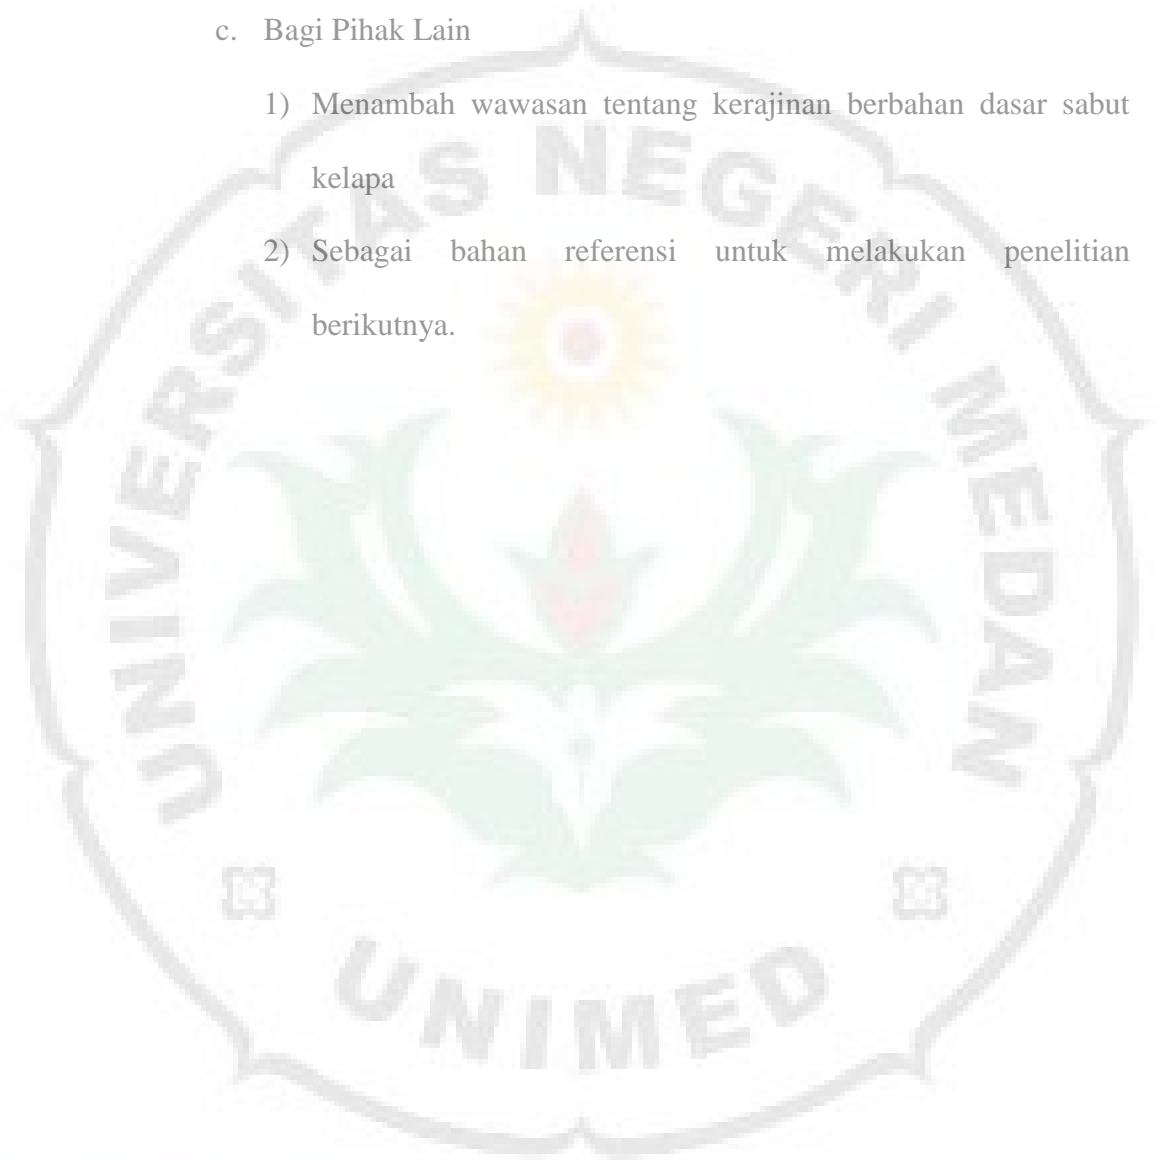 c. Bagi Pihak Lain
1) Menambah wawasan tentang kerajinan berbahan dasar sabut
kelapa
2) Sebagai bahan referensi untuk melakukan penelitian
berikutnya.
UNIVERSITAS NEGERI MEDAN
UNIMED